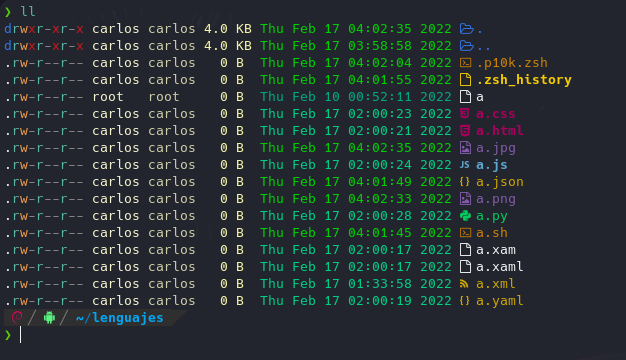 ❯ ll
drwxr-xr-x carlos carlos 4.0 KB Thu Feb 17 04:02:35 2022 .
drwxr-xr-x carlos carlos 4.0 KB Thu Feb 17 03:58:58 2022 ..
.rw-r--r-- carlos carlos 0 B Thu Feb 17 04:02:04 2022 .p10k.zsh
.rw-r--r-- carlos carlos 0 B Thu Feb 17 04:01:55 2022 .zsh_history
.rw-r--r-- root root 0 B Thu Feb 10 00:52:11 2022 a
.rw-r--r-- carlos carlos 0 B Thu Feb 17 02:00:23 2022 a.css
.rw-r--r-- carlos carlos 0 B Thu Feb 17 02:00:21 2022 a.html
.rw-r--r-- carlos carlos 0 B Thu Feb 17 04:02:35 2022 a.jpg
.rw-r--r-- carlos carlos 0 B Thu Feb 17 02:00:24 2022 JS a.js
.rw-r--r-- carlos carlos 0 B Thu Feb 17 04:01:49 2022 {} a.json
.rw-r--r-- carlos carlos 0 B Thu Feb 17 04:02:33 2022 a.png
.rw-r--r-- carlos carlos 0 B Thu Feb 17 02:00:28 2022 a.py
.rw-r--r-- carlos carlos 0 B Thu Feb 17 04:01:45 2022 a.sh
.rw-r--r-- carlos carlos 0 B Thu Feb 17 02:00:17 2022 a.xam
.rw-r--r-- carlos carlos 0 B Thu Feb 17 02:00:17 2022 a.xaml
.rw-r--r-- carlos carlos 0 B Thu Feb 17 01:33:58 2022 a.xml
.rw-r--r-- carlos carlos 0 B Thu Feb 17 02:00:19 2022 {} a.yaml
/ / ~/lenguajes
❯